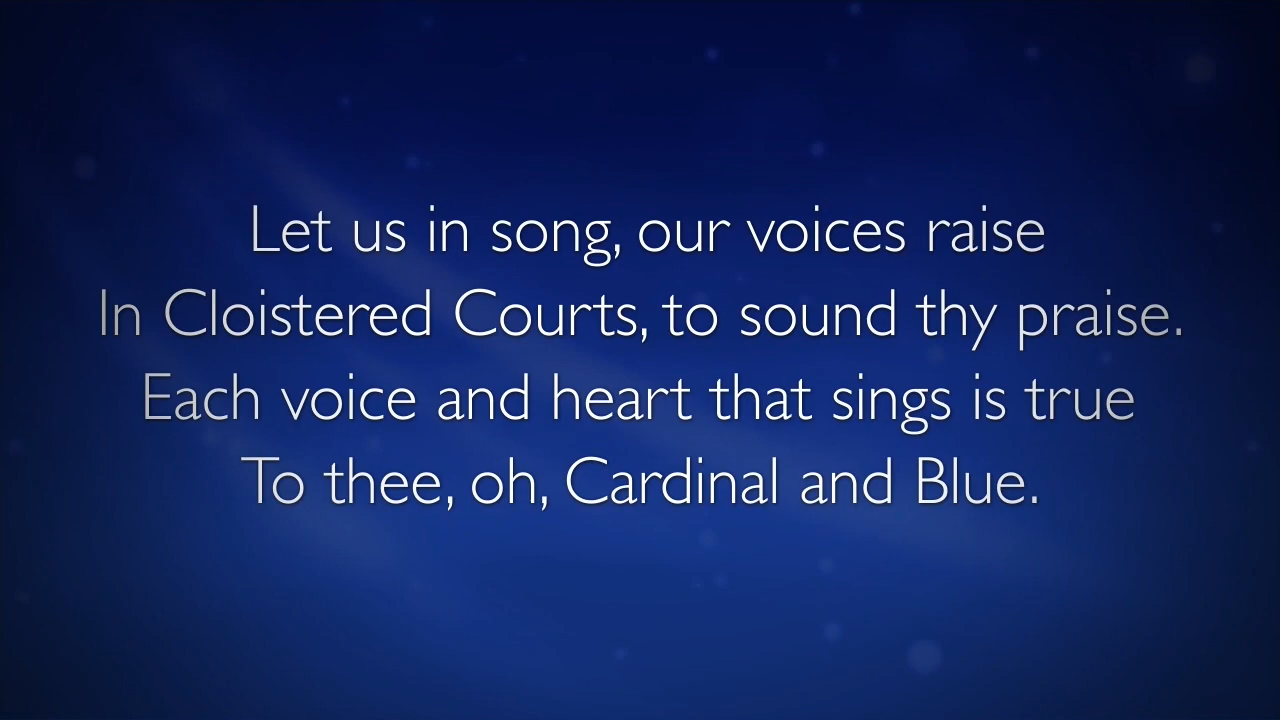 Let us in song, our voices raise
In Cloistered Courts, to sound thy praise.
Each voice and heart that sings is true
To thee, oh, Cardinal and Blue.